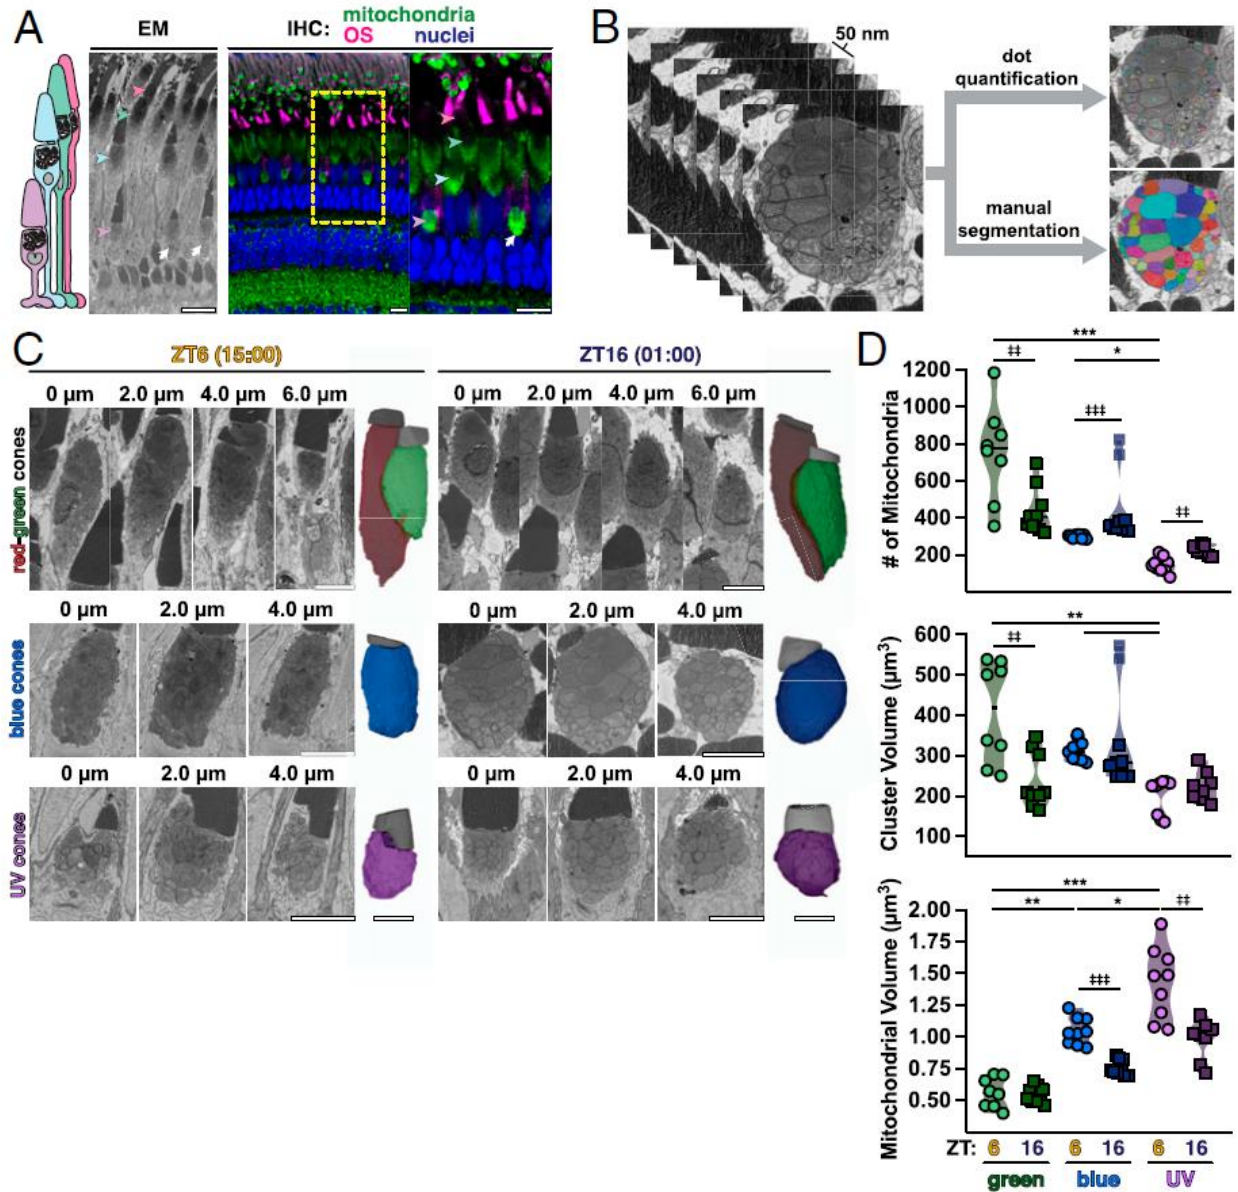 A
EM
IHC: mitochondria
OS nuclei
B
50 nm
dot
quantification
manual
segmentation
C
ZT6 (15:00)
ZT16 (01:00)
0 µm 2.0 µm 4.0 µm 6.0 µm
0 µm 2.0 µm 4.0 µm 6.0 µm
red-green cones
0 µm 2.0 µm 4.0 µm
0 µm 2.0 µm 4.0 µm
blue cones
0 µm 2.0 µm 4.0 µm
0 µm 2.0 µm 4.0 µm
UV cones
D
***
‡‡ *
‡‡‡
‡‡
# of Mitochondria
1200
1000
800
600
400
200
**
‡‡
Cluster Volume (µm³)
600
500
400
300
200
100
***
** * ‡‡
‡‡‡
Mitochondrial Volume (µm³)
2.00
1.75
1.50
1.25
1.00
0.75
0.50
ZT: 6 16 6 16 6 16
green blue UV